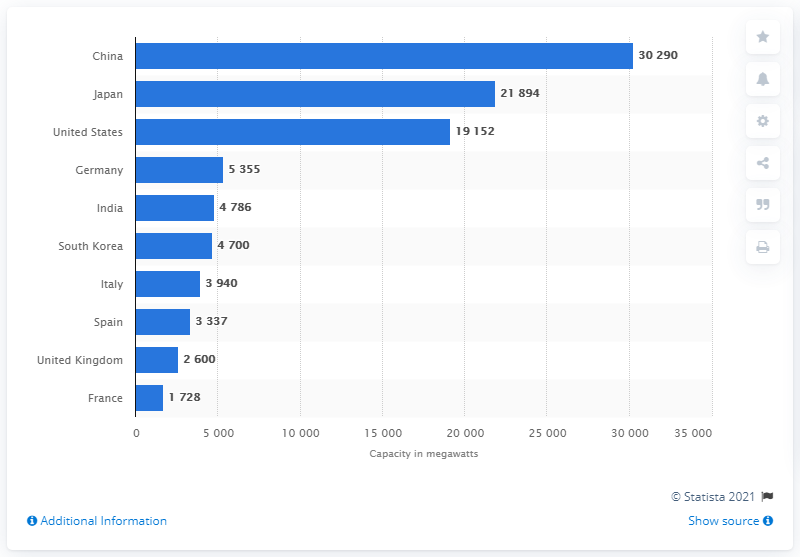 China 30 290
Japan 21 894
United States 19 152
Germany 5 355
India 4 786
South Korea 4 700
Italy 3 940
Spain 3 337
United Kingdom 2 600
France 1 728
0 5 000 10 000 15 000 20 000 25 000 30 000 35 000
Capacity in megawatts
© Statista 2021
Additional Information Show source